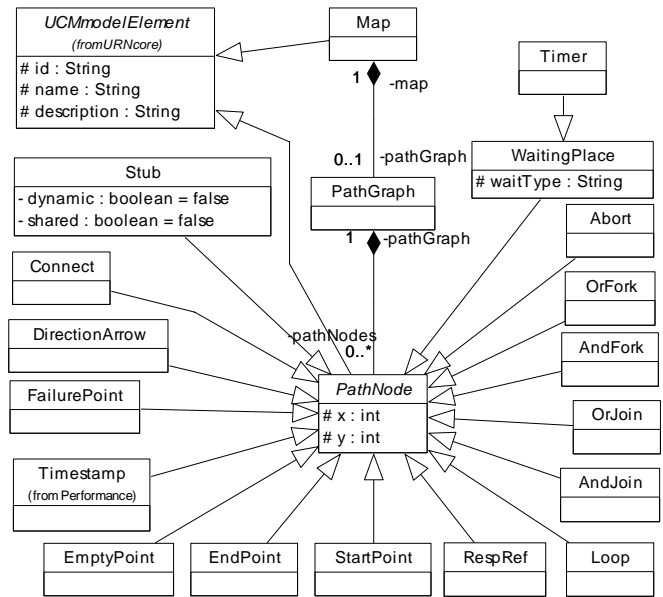 UCMmodelElement
(fromURNcore)
# id : String
# name : String
# description : String
Map
1
-map
Timer
0..1
-pathGraph
WaitingPlace
# waitType : String
Stub
- dynamic : boolean = false
- shared : boolean = false
PathGraph
1
-pathGraph
Abort
Connect
OrFork
DirectionArrow
-pathNodes
0..*
AndFork
PathNode
# x : int
# y : int
FailurePoint
OrJoin
Timestamp
(from Performance)
AndJoin
EmptyPoint
EndPoint
StartPoint
RespRef
Loop